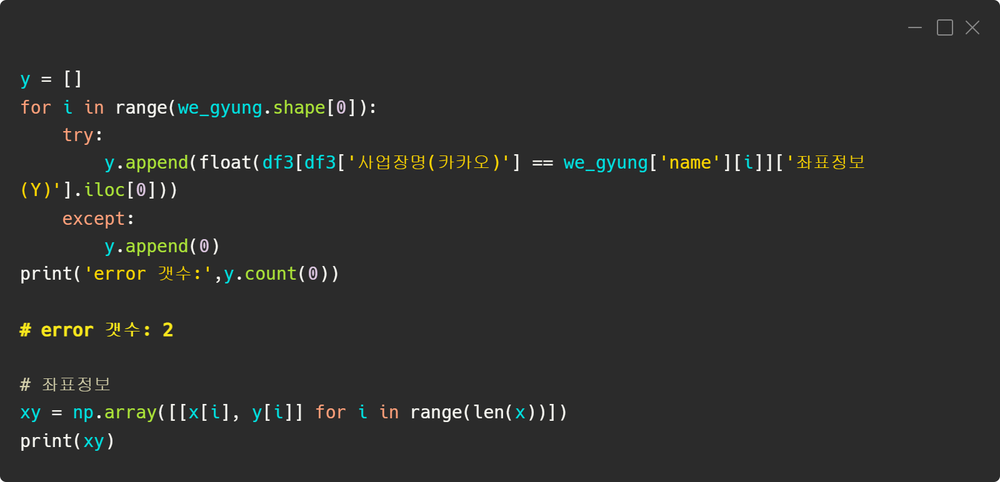 y = []
for i in range(we_gyung.shape[0]):
    try:
        y.append(float(df3[df3['사업장명(카카오)'] == we_gyung['name'][i]]['좌표정보
(Y)'].iloc[0]))
    except:
        y.append(0)
print('error 갯수:',y.count(0))

# error 갯수: 2

# 좌표정보
xy = np.array([[x[i], y[i]] for i in range(len(x))])
print(xy)